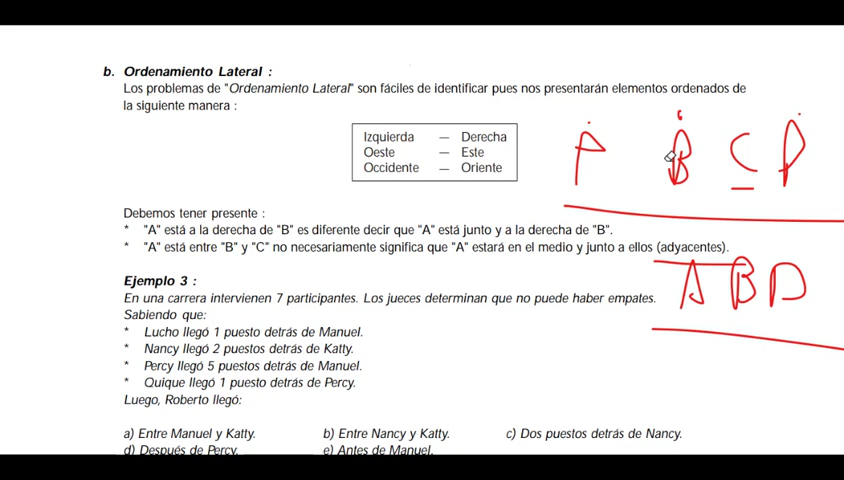 b. Ordenamiento Lateral :
Los problemas de "Ordenamiento Lateral" son fáciles de identificar pues nos presentarán elementos ordenados de
la siguiente manera :
Izquierda — Derecha
Oeste — Este
Occidente — Oriente
B C
Debemos tener presente :
* "A" está a la derecha de "B" es diferente decir que "A" está junto y a la derecha de "B".
* "A" está entre "B" y "C" no necesariamente significa que "A" estará en el medio y junto a ellos (adyacentes).
A B D
Ejemplo 3 :
En una carrera intervienen 7 participantes. Los jueces determinan que no puede haber empates.
Sabiendo que:
* Lucho llegó 1 puesto detrás de Manuel.
* Nancy llegó 2 puestos detrás de Katty.
* Percy llegó 5 puestos detrás de Manuel.
* Quique llegó 1 puesto detrás de Percy.
Luego, Roberto llegó:
a) Entre Manuel y Katty. b) Entre Nancy y Katty. c) Dos puestos detrás de Nancy.
d) Después de Percy. e) Antes de Manuel.